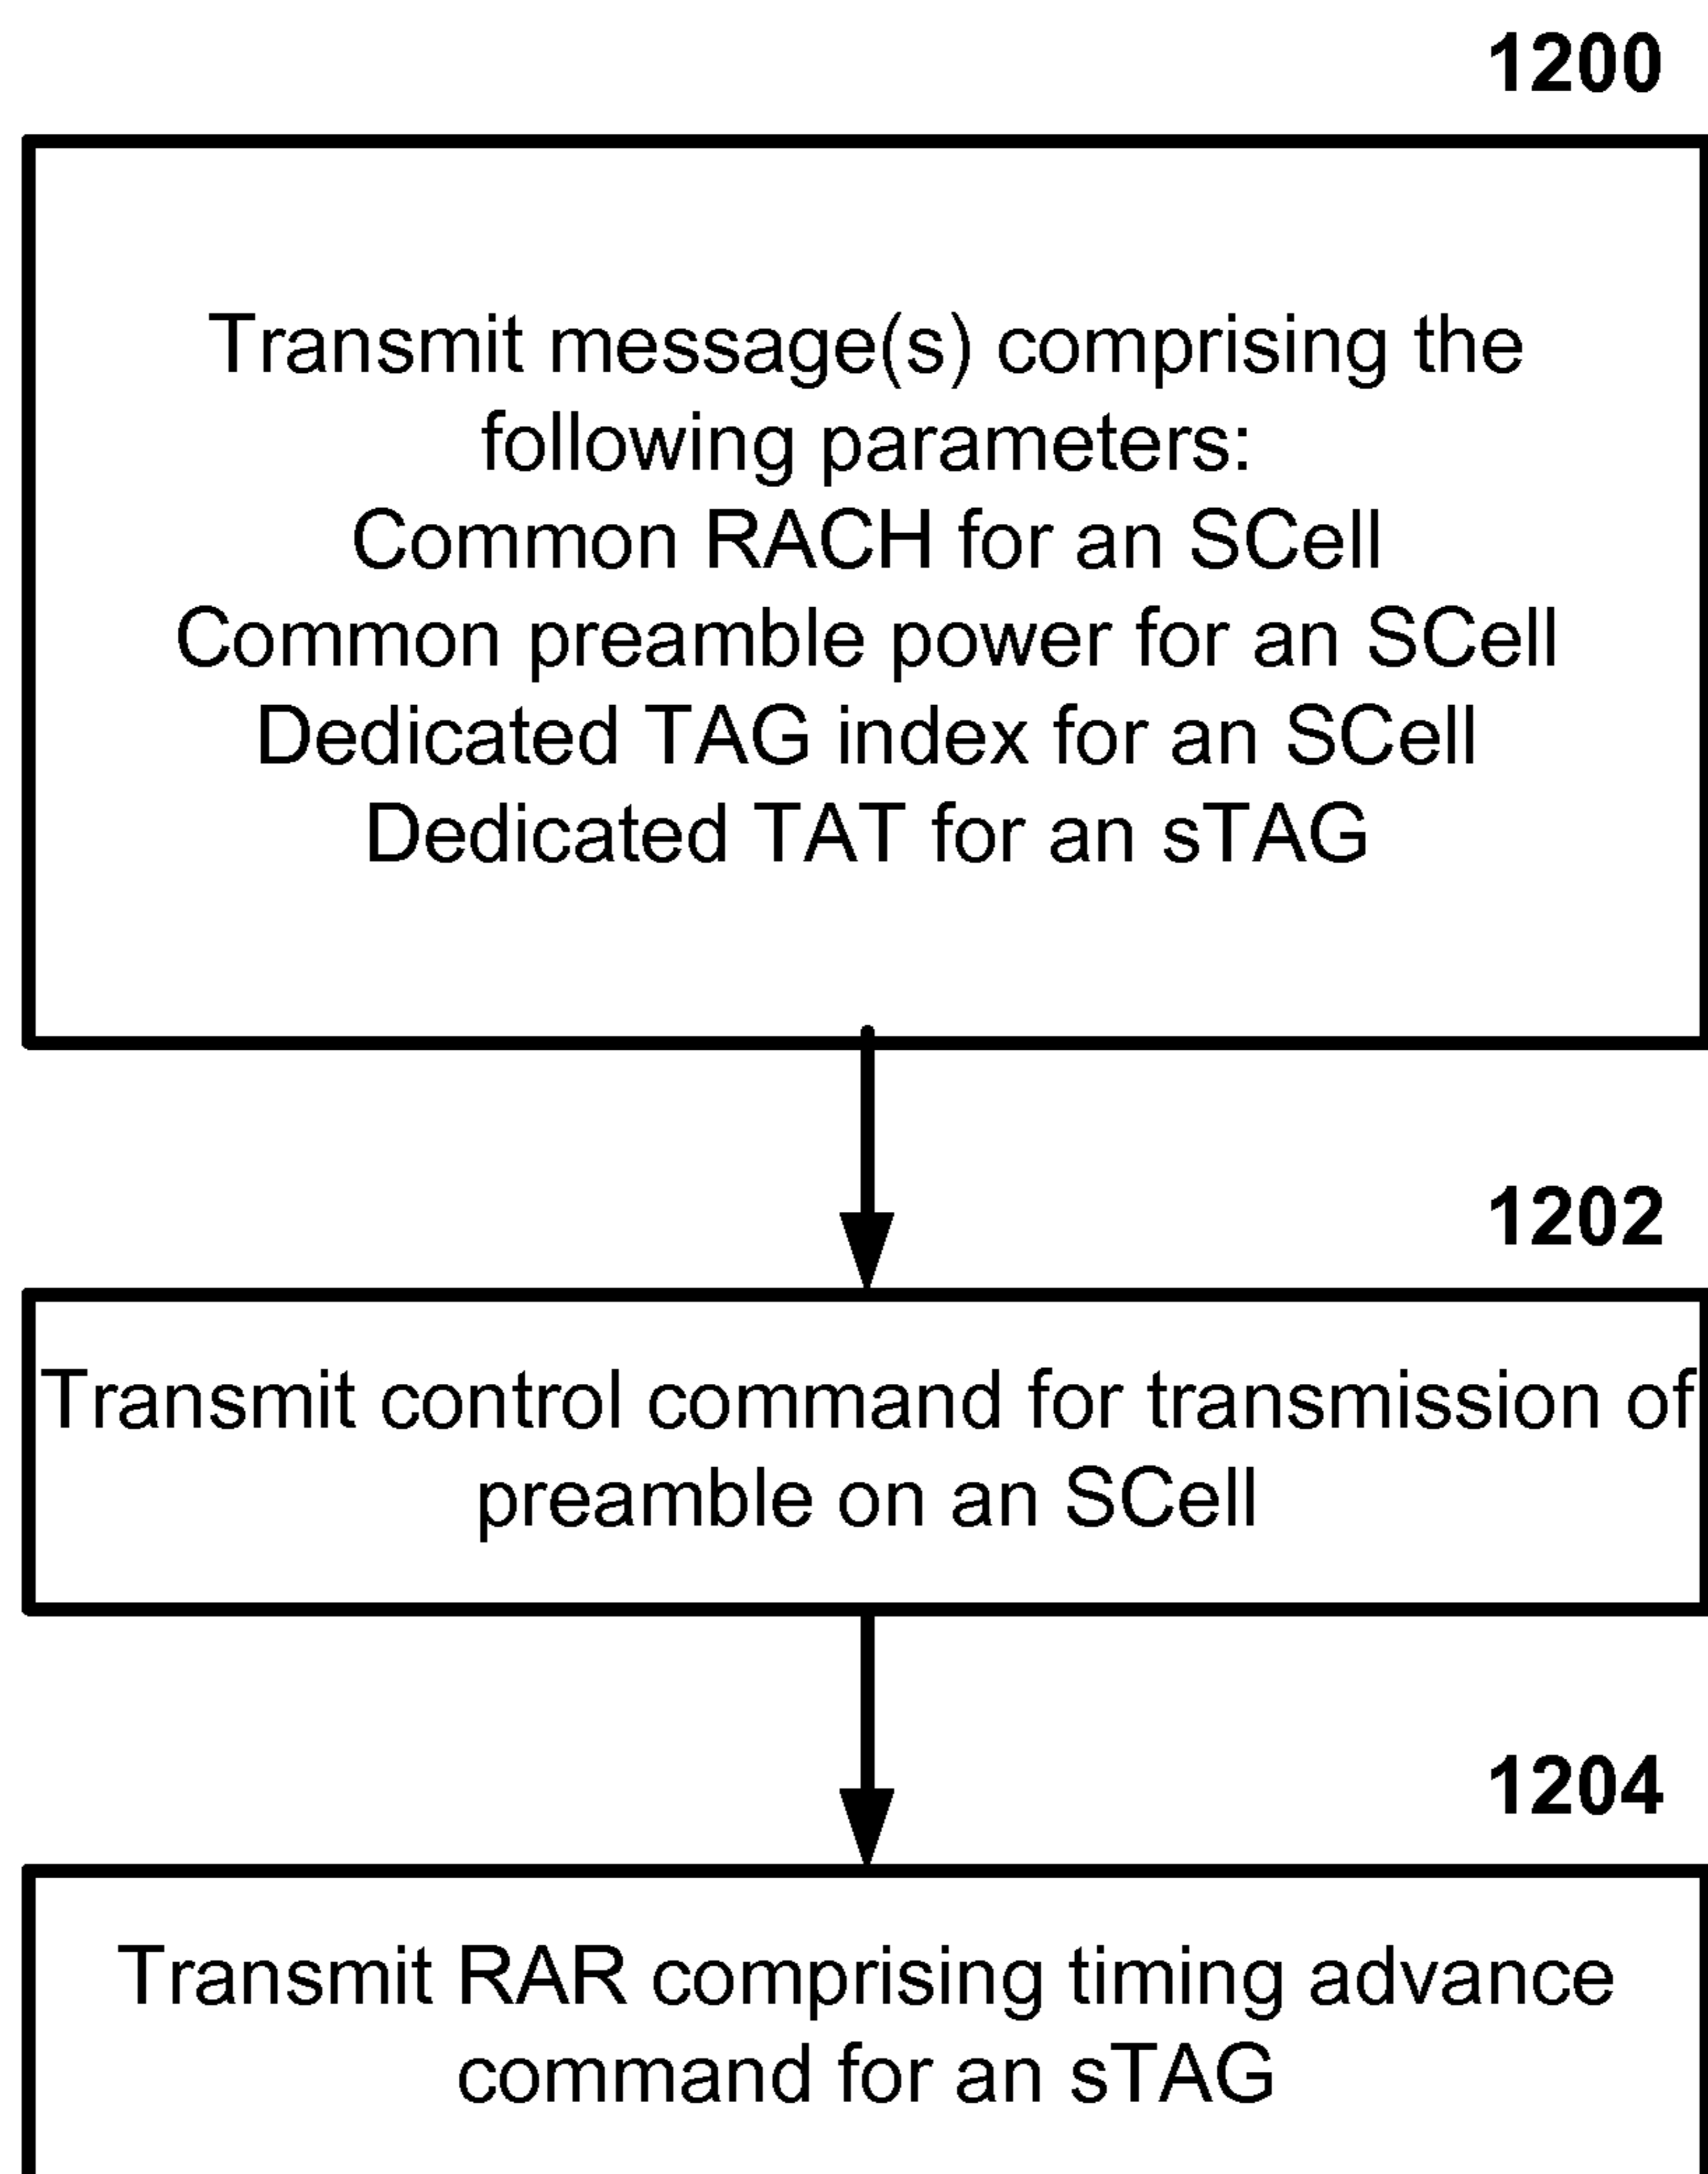 1200
Transmit message(s) comprising the
following parameters:
Common RACH for an SCell
Common preamble power for an SCell
Dedicated TAG index for an SCell
Dedicated TAT for an sTAG
1202
Transmit control command for transmission of
preamble on an SCell
1204
Transmit RAR comprising timing advance
command for an sTAG